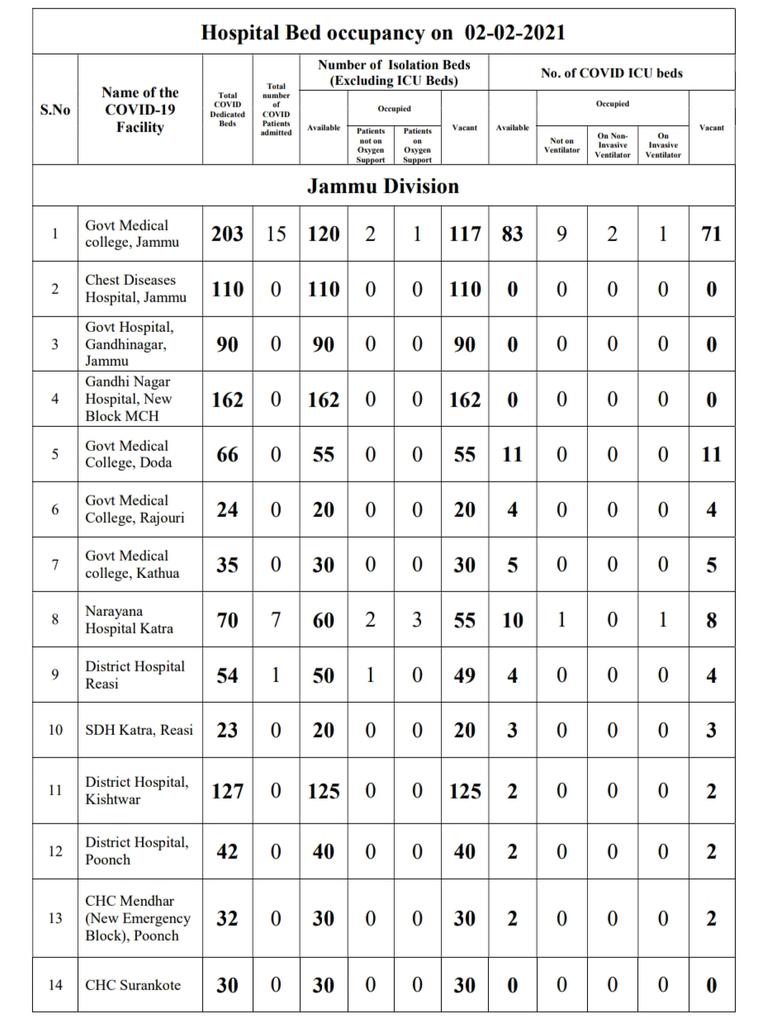 Hospital Bed occupancy on 02-02-2021
S.No
Name of the
COVID-19
Facility
Total
COVID
Dedicated
Beds
Total
number
of
COVID
Patients
admitted
Number of Isolation Beds
(Excluding ICU Beds)
No. of COVID ICU beds
Available
Occupied
Vacant
Available
Occupied
Vacant
Patients
not on
Oxygen
Support
Patients
on
Oxygen
Support
Not on
Ventilator
On Non-
Invasive
Ventilator
On
Invasive
Ventilator
Jammu Division
1 Govt Medical
college, Jammu 203 15 120 2 1 117 83 9 2 1 71
2 Chest Diseases
Hospital, Jammu 110 0 110 0 0 110 0 0 0 0 0
3 Govt Hospital,
Gandhinagar,
Jammu 90 0 90 0 0 90 0 0 0 0 0
4 Gandhi Nagar
Hospital, New
Block MCH 162 0 162 0 0 162 0 0 0 0 0
5 Govt Medical
College, Doda 66 0 55 0 0 55 11 0 0 0 11
6 Govt Medical
College, Rajouri 24 0 20 0 0 20 4 0 0 0 4
7 Govt Medical
college, Kathua 35 0 30 0 0 30 5 0 0 0 5
8 Narayana
Hospital Katra 70 7 60 2 3 55 10 1 0 1 8
9 District Hospital
Reasi 54 1 50 1 0 49 4 0 0 0 4
10 SDH Katra, Reasi 23 0 20 0 0 20 3 0 0 0 3
11 District Hospital,
Kishtwar 127 0 125 0 0 125 2 0 0 0 2
12 District Hospital,
Poonch 42 0 40 0 0 40 2 0 0 0 2
13 CHC Mendhar
(New Emergency
Block), Poonch 32 0 30 0 0 30 2 0 0 0 2
14 CHC Surankote 30 0 30 0 0 30 0 0 0 0 0